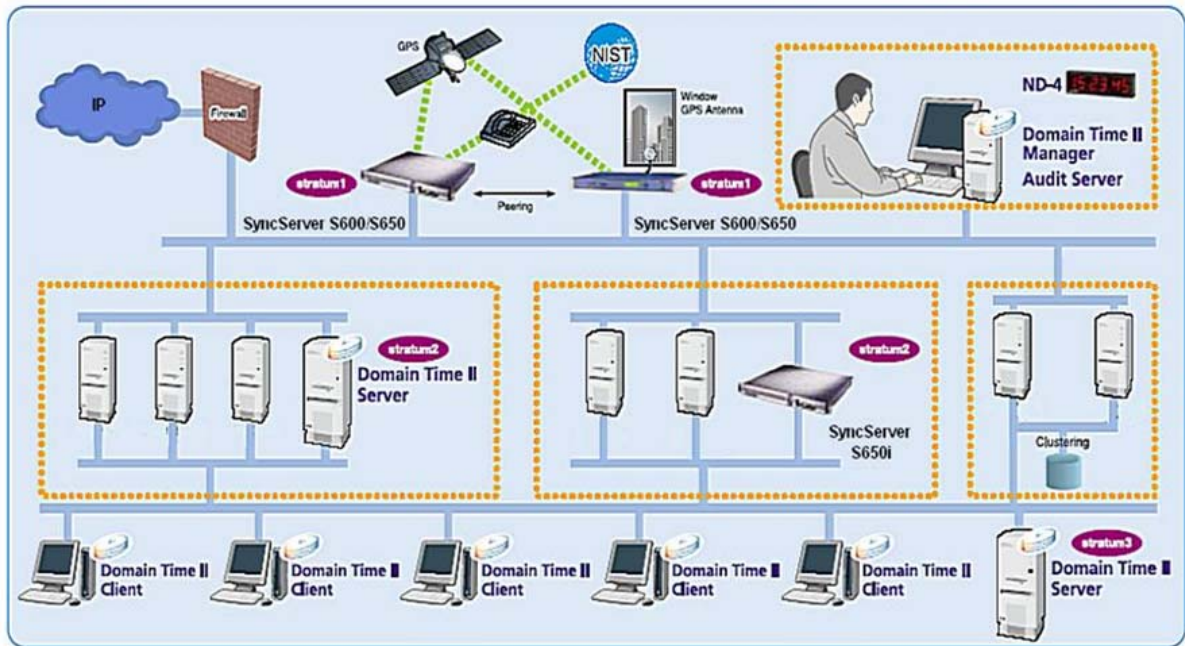 GPS
NIST
IP
Firewall
Window
GPS Antenna
ND-4 15:23 45
Domain Time II
Manager
Audit Server
stratum1
stratum1
Peering
SyncServer S600/S650
SyncServer S600/S650
stratum2
Domain Time II
Server
stratum2
SyncServer
S650i
Clustering
Domain Time II
Client
Domain Time II
Client
Domain Time II
Client
Domain Time II
Client
Domain Time II
Client
stratum3
Domain Time II
Server